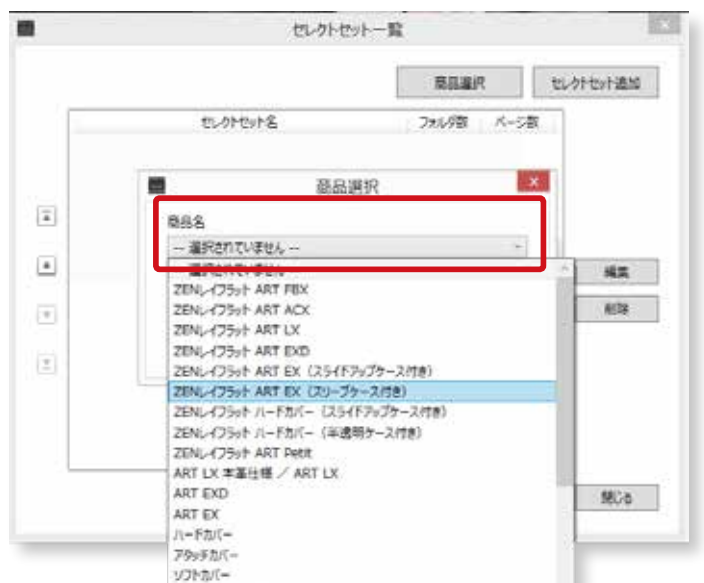 セレクトセット一覧
商品選択
セレクトセット追加
セレクトセット名
フォルダ数
ページ数
商品選択
商品名
-- 選択されていません --
-- 選択されていません --
ZENレイフラット ART FBX
ZENレイフラット ART ACX
ZENレイフラット ART LX
ZENレイフラット ART EXD
ZENレイフラット ART EX（スライドアップケース付き）
ZENレイフラット ART EX（スリーブケース付き）
ZENレイフラット ハードカバー（スライドアップケース付き）
ZENレイフラット ハードカバー（半透明ケース付き）
ZENレイフラット ART Petit
ART LX 本革仕様 ／ ART LX
ART EXD
ART EX
ハードカバー
アタッチカバー
ソフトカバー
編集
削除
閉じる